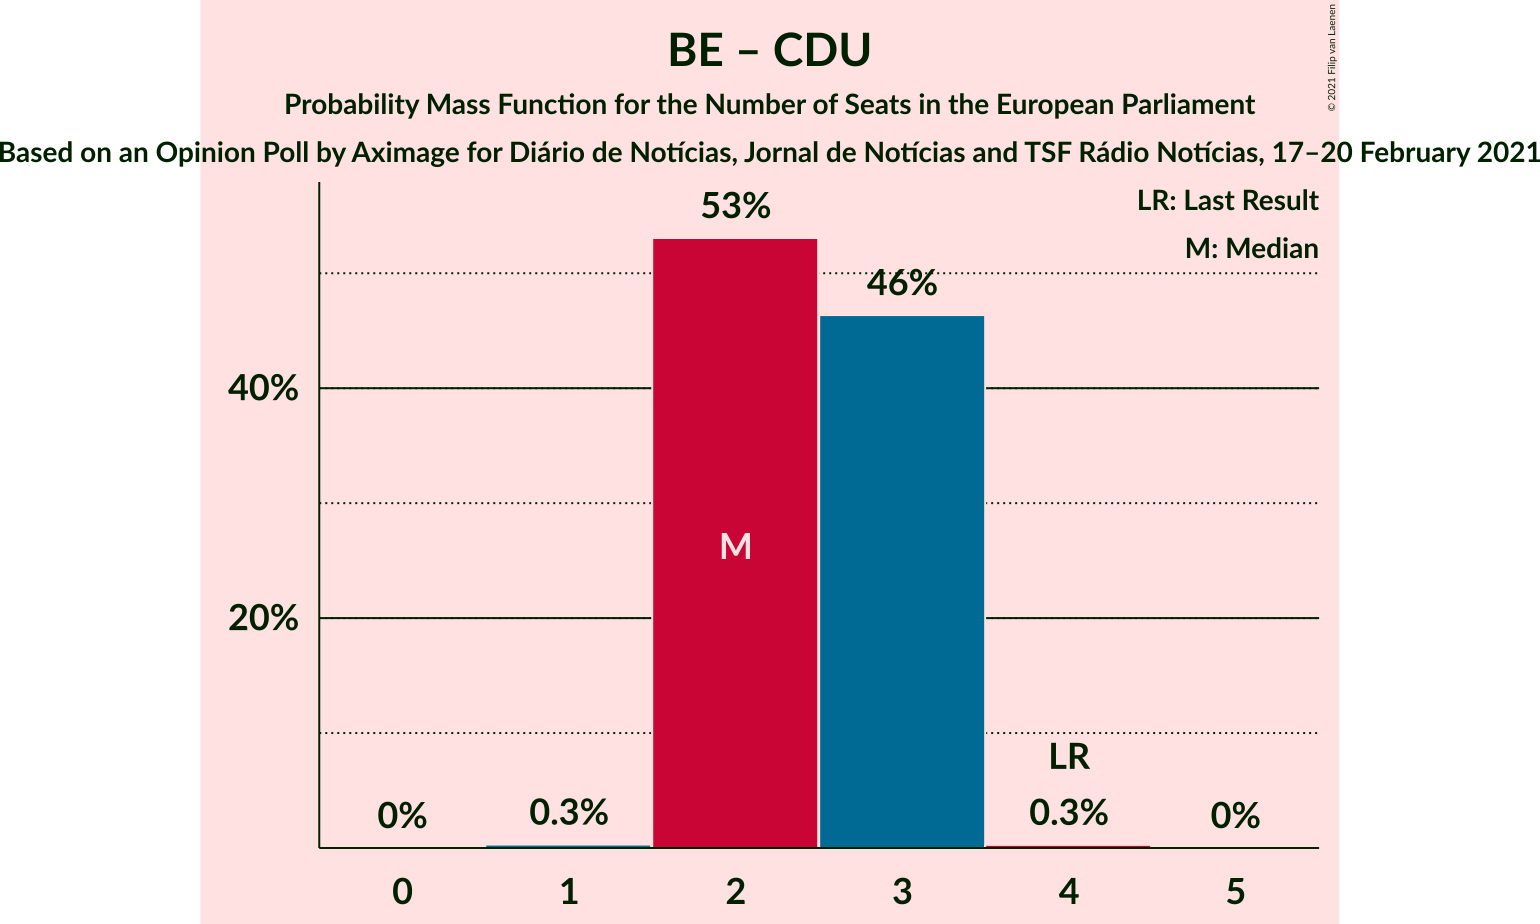 BE – CDU
Probability Mass Function for the Number of Seats in the European Parliament
Based on an Opinion Poll by Aximage for Diário de Notícias, Jornal de Notícias and TSF Rádio Notícias, 17–20 February 2021
© 2021 Filip van Laenen
LR: Last Result
M: Median
53%
46%
40%
M
20%
LR
0%
0.3%
0.3%
0%
0 1 2 3 4 5